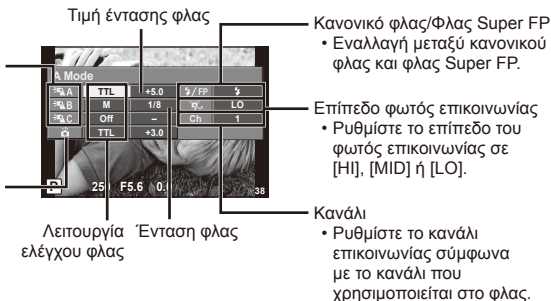 Τιμή έντασης φλας
Κανονικό φλας/Φλας Super FP
• Εναλλαγή μεταξύ κανονικού
φλας και φλας Super FP.
A Mode
A TTL +5.0 /FP
B M 1/8 LO
C Off – Ch 1
TTL +3.0
P 250 F5.6 0.0 38
Επίπεδο φωτός επικοινωνίας
• Ρυθμίστε το επίπεδο του
φωτός επικοινωνίας σε
[HI], [MID] ή [LO].
Λειτουργία
ελέγχου φλας
Ένταση φλας
Κανάλι
• Ρυθμίστε το κανάλι
επικοινωνίας σύμφωνα
με το κανάλι που
χρησιμοποιείται στο φλας.